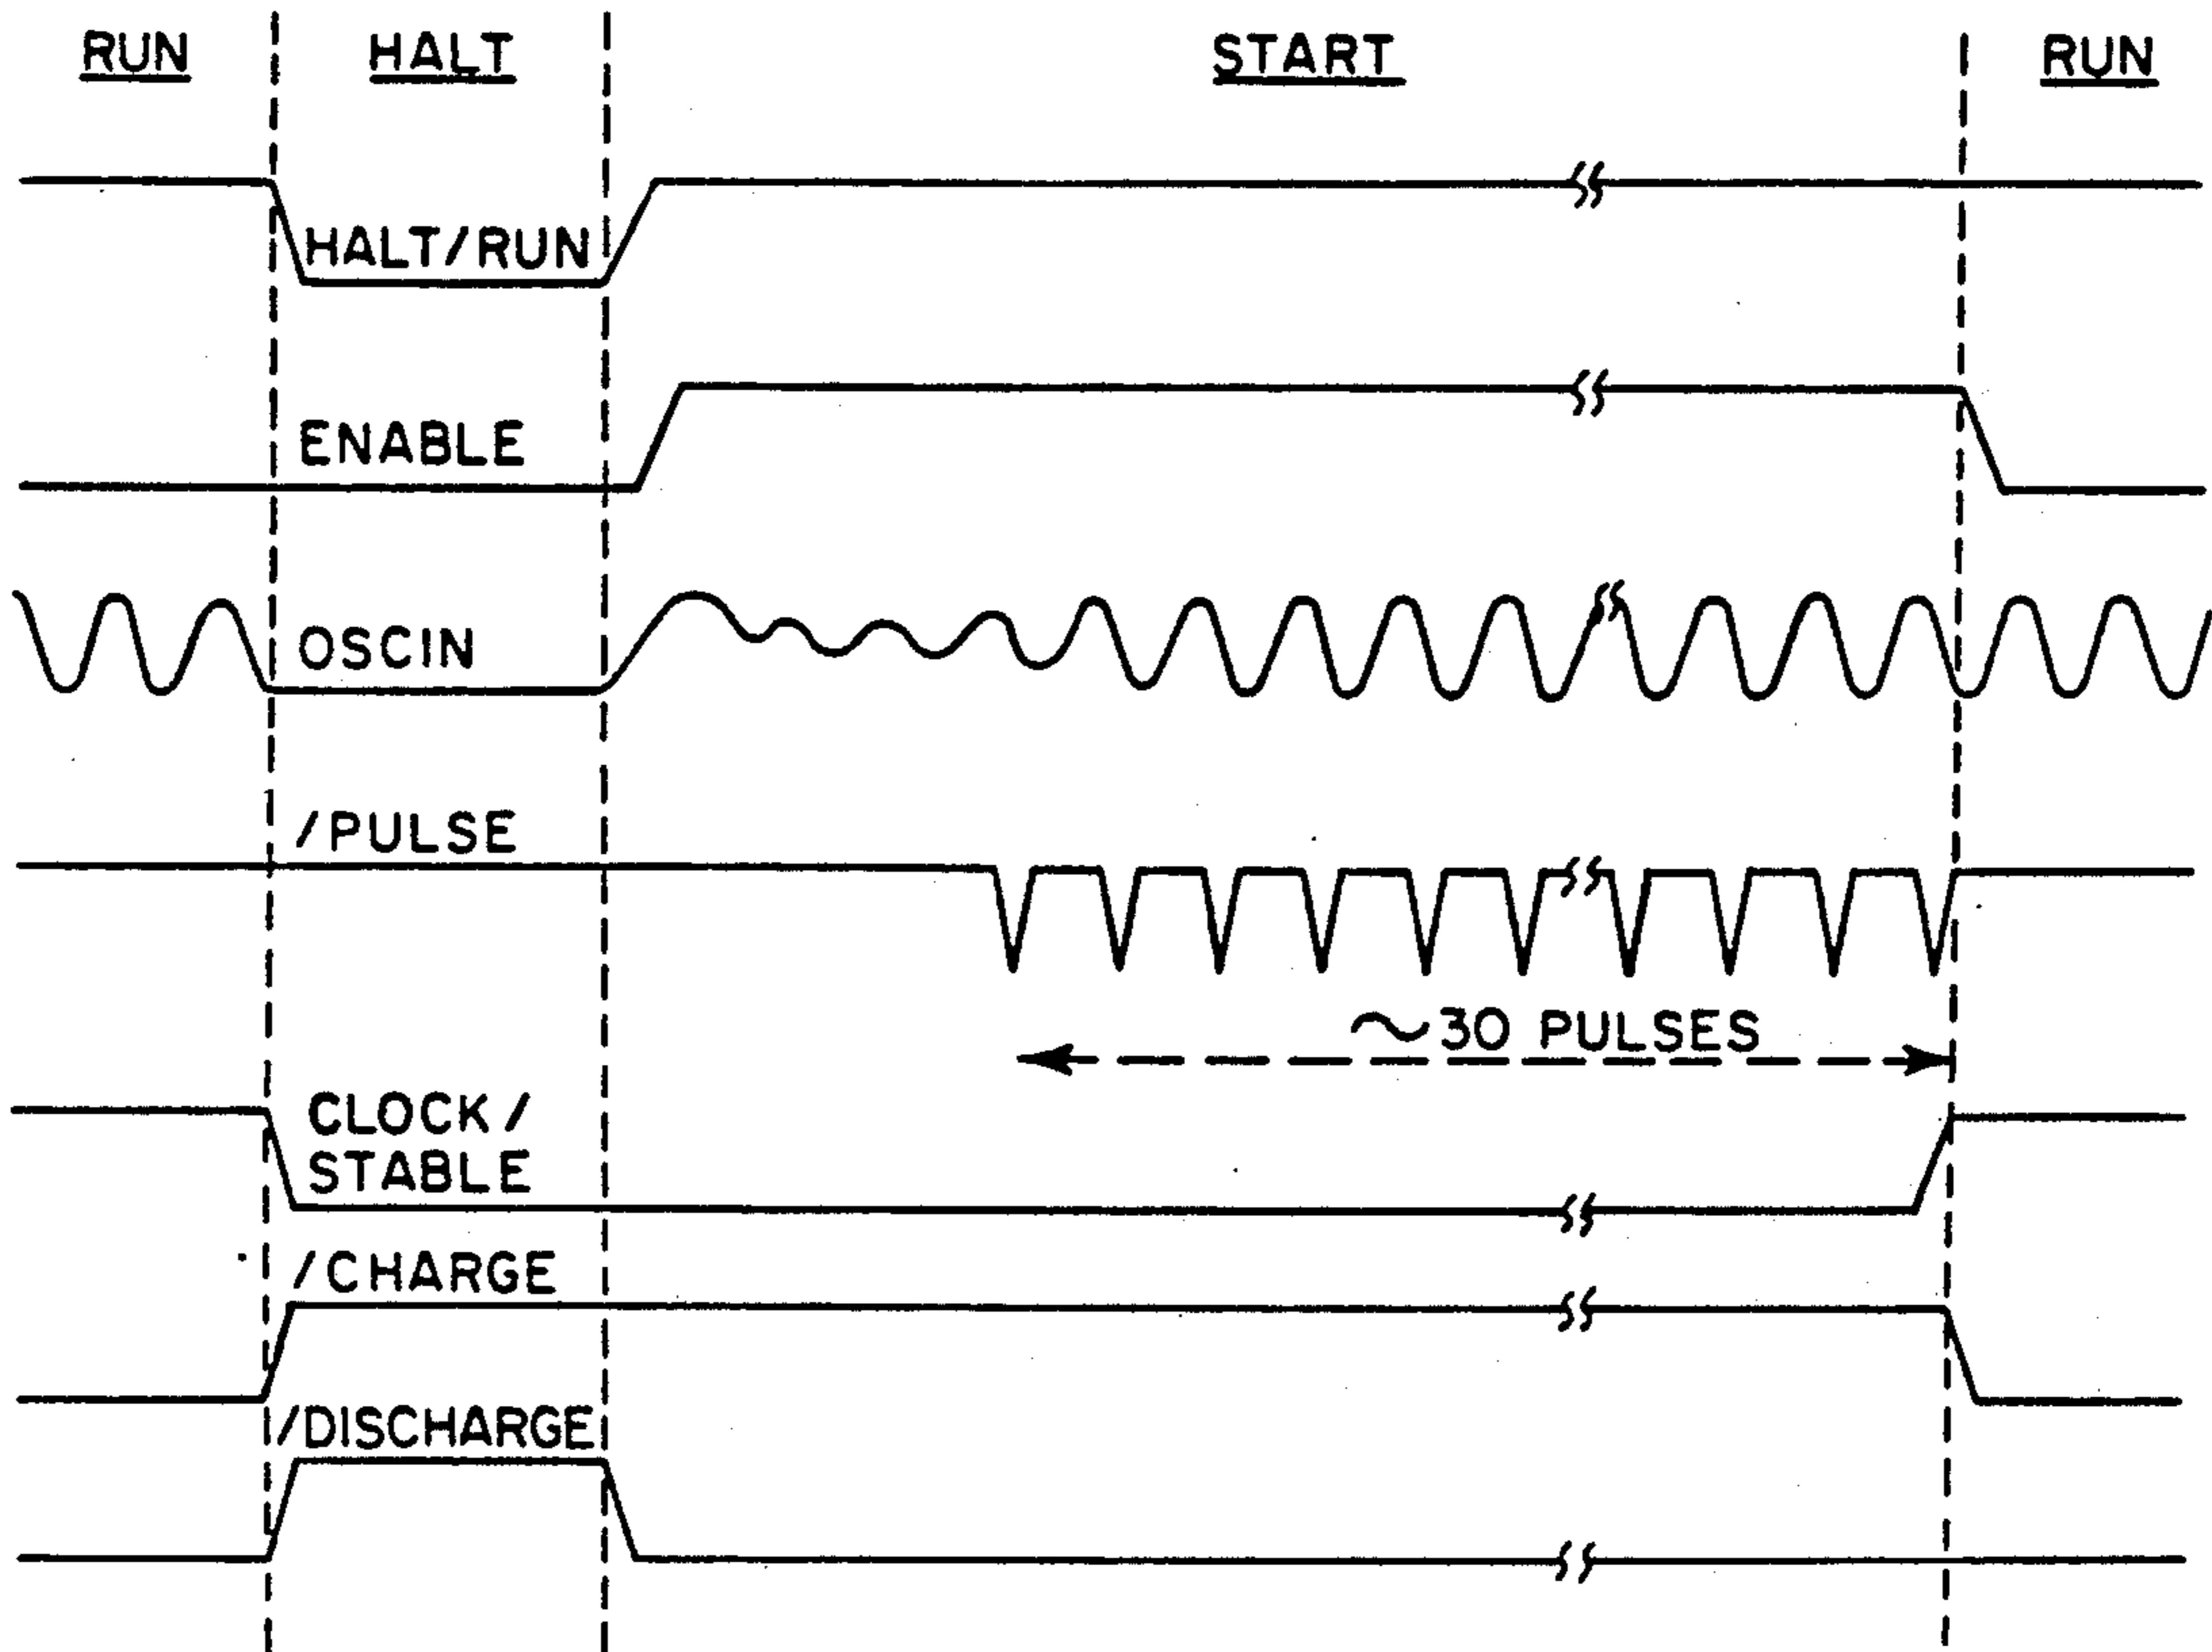 RUN HALT START RUN
HALT/RUN
ENABLE
OSCIN
/PULSE
~30 PULSES
CLOCK/
STABLE
/CHARGE
/DISCHARGE